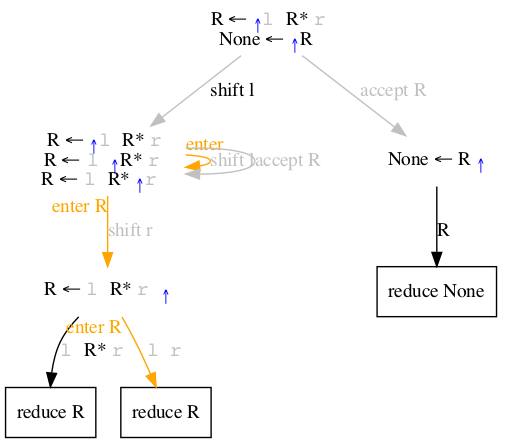 R ← ↑l R* r
None ← ↑R
shift l
accept R
R ← ↑l R* r
R ← l ↑R* r
R ← l R* ↑r
enter
shift l
accept R
None ← R ↑
enter R
shift r
R
R ← l R* r ↑
reduce None
enter R
l R* r
l r
reduce R
reduce R